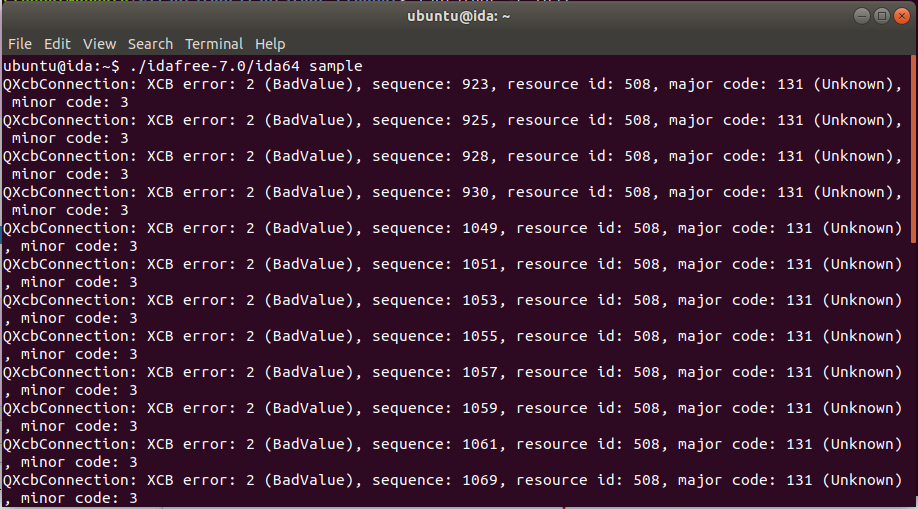 ubuntu@ida: ~
File Edit View Search Terminal Help
ubuntu@ida:~$ ./idafree-7.0/ida64 sample
QXcbConnection: XCB error: 2 (BadValue), sequence: 923, resource id: 508, major code: 131 (Unknown),
minor code: 3
QXcbConnection: XCB error: 2 (BadValue), sequence: 925, resource id: 508, major code: 131 (Unknown),
minor code: 3
QXcbConnection: XCB error: 2 (BadValue), sequence: 928, resource id: 508, major code: 131 (Unknown),
minor code: 3
QXcbConnection: XCB error: 2 (BadValue), sequence: 930, resource id: 508, major code: 131 (Unknown),
minor code: 3
QXcbConnection: XCB error: 2 (BadValue), sequence: 1049, resource id: 508, major code: 131 (Unknown)
, minor code: 3
QXcbConnection: XCB error: 2 (BadValue), sequence: 1051, resource id: 508, major code: 131 (Unknown)
, minor code: 3
QXcbConnection: XCB error: 2 (BadValue), sequence: 1053, resource id: 508, major code: 131 (Unknown)
, minor code: 3
QXcbConnection: XCB error: 2 (BadValue), sequence: 1055, resource id: 508, major code: 131 (Unknown)
, minor code: 3
QXcbConnection: XCB error: 2 (BadValue), sequence: 1057, resource id: 508, major code: 131 (Unknown)
, minor code: 3
QXcbConnection: XCB error: 2 (BadValue), sequence: 1059, resource id: 508, major code: 131 (Unknown)
, minor code: 3
QXcbConnection: XCB error: 2 (BadValue), sequence: 1061, resource id: 508, major code: 131 (Unknown)
, minor code: 3
QXcbConnection: XCB error: 2 (BadValue), sequence: 1069, resource id: 508, major code: 131 (Unknown)
, minor code: 3